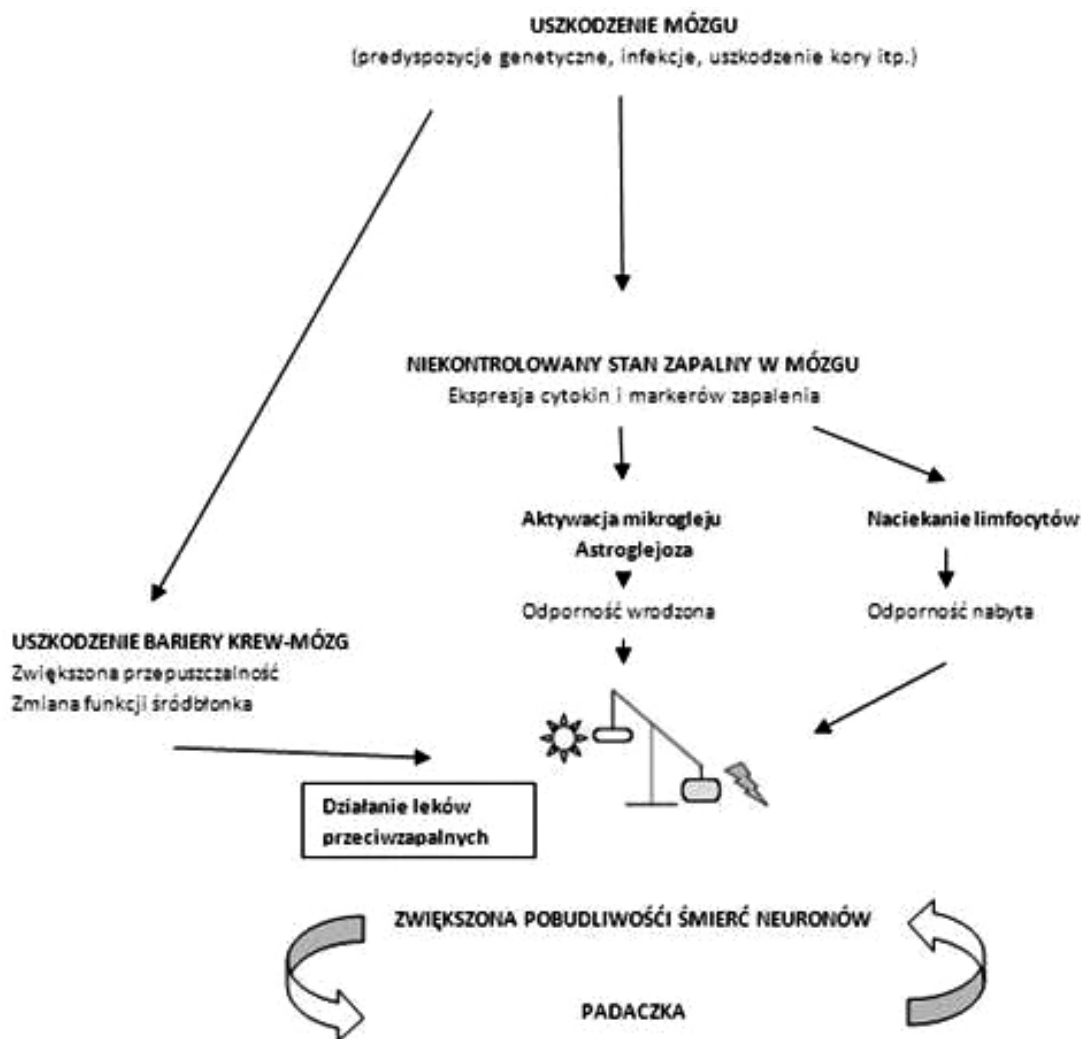 USZKODZENIE MÓZGU
(predyspozycje genetyczne, infekcje, uszkodzenie kory itp.)
NIEKONTROLOWANY STAN ZAPALNY W MÓZGU
Ekspresja cytokin i markerów zapalenia
Aktywacja mikrogleju
Astroglejoza
Naciekanie limfocytów
Odporność wrodzona
Odporność nabyta
USZKODZENIE BARIERY KREW-MÓZG
Zwiększona przepuszczalność
Zmiana funkcji śródbłonka
Działanie leków
przeciwzapalnych
ZWIĘKSZONA POBUDLIWOŚĆI ŚMIERĆ NEURONÓW
PADACZKA